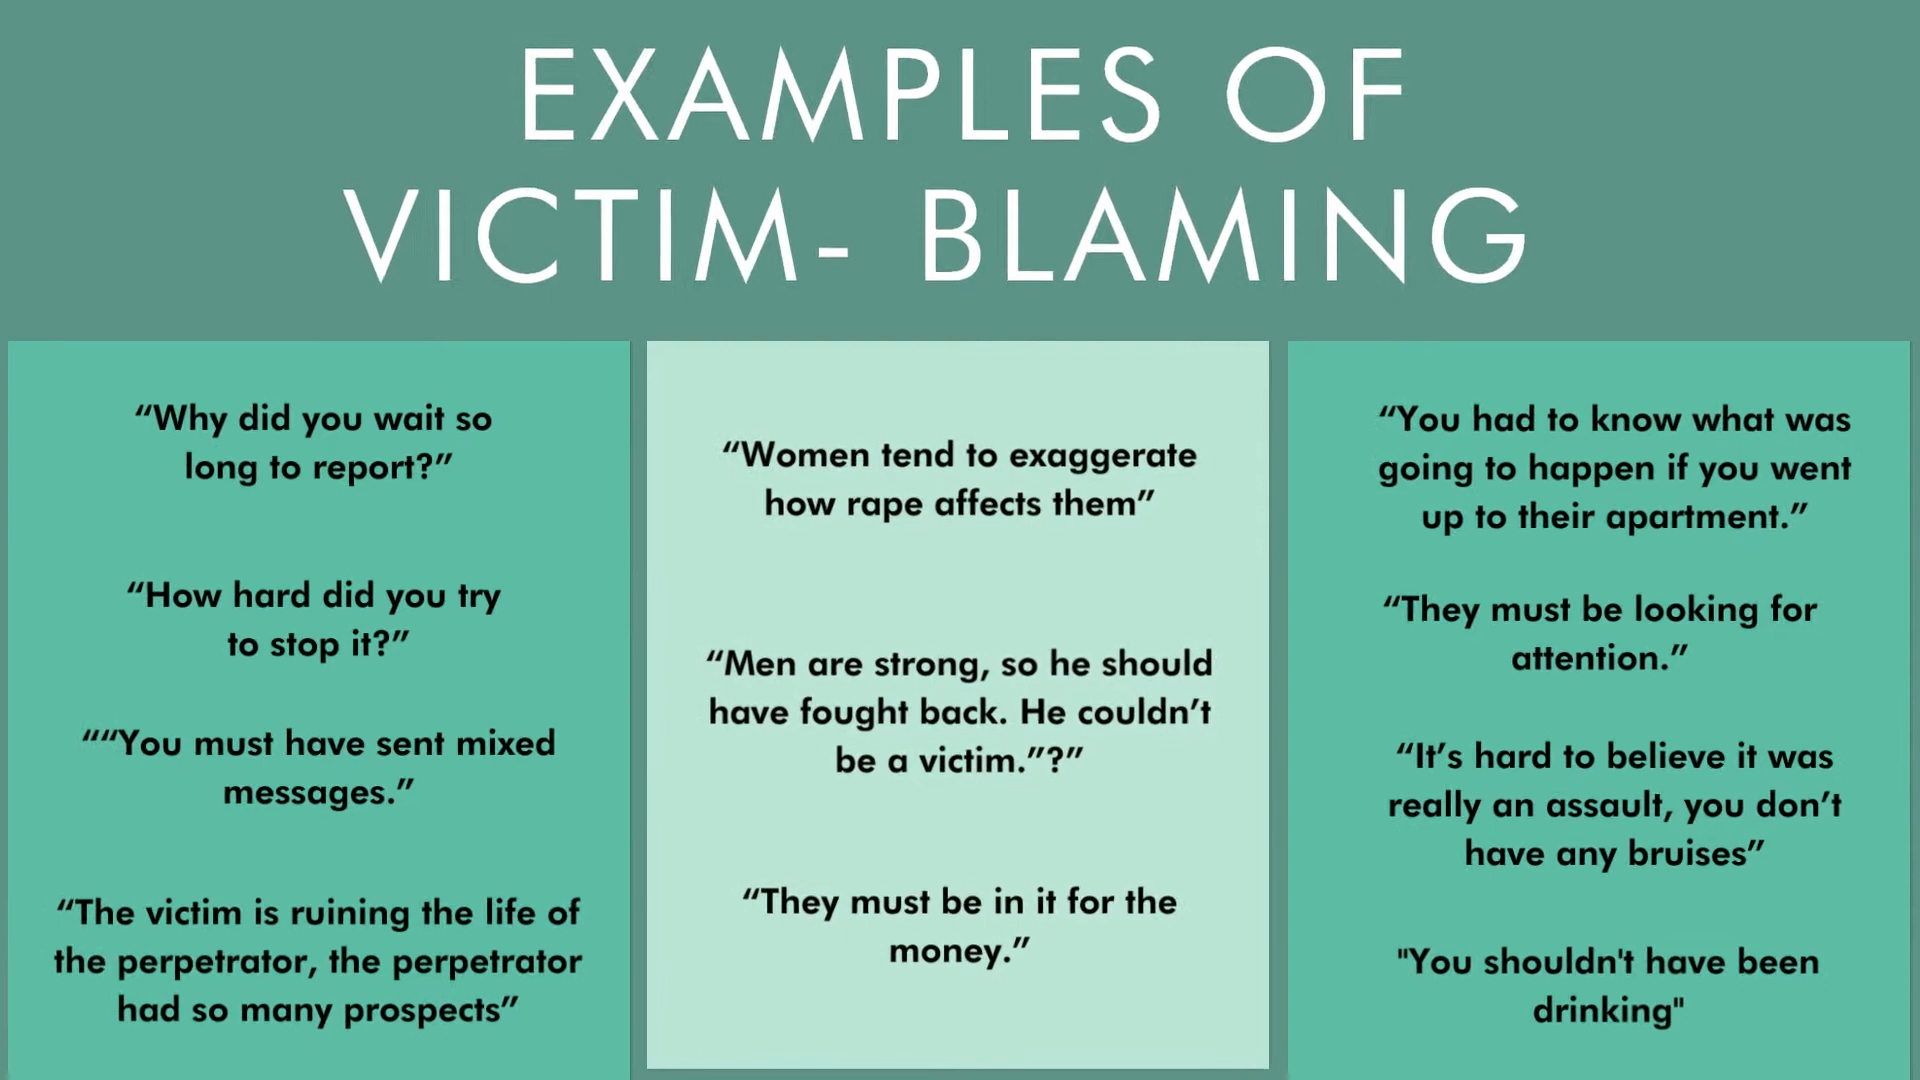 EXAMPLES OF
VICTIM- BLAMING
“Why did you wait so
long to report?”
“How hard did you try
to stop it?”
““You must have sent mixed
messages.”
“The victim is ruining the life of
the perpetrator, the perpetrator
had so many prospects”
“Women tend to exaggerate
how rape affects them”
“Men are strong, so he should
have fought back. He couldn’t
be a victim.”?”
“They must be in it for the
money.”
“You had to know what was
going to happen if you went
up to their apartment.”
“They must be looking for
attention.”
“It’s hard to believe it was
really an assault, you don’t
have any bruises”
"You shouldn't have been
drinking"